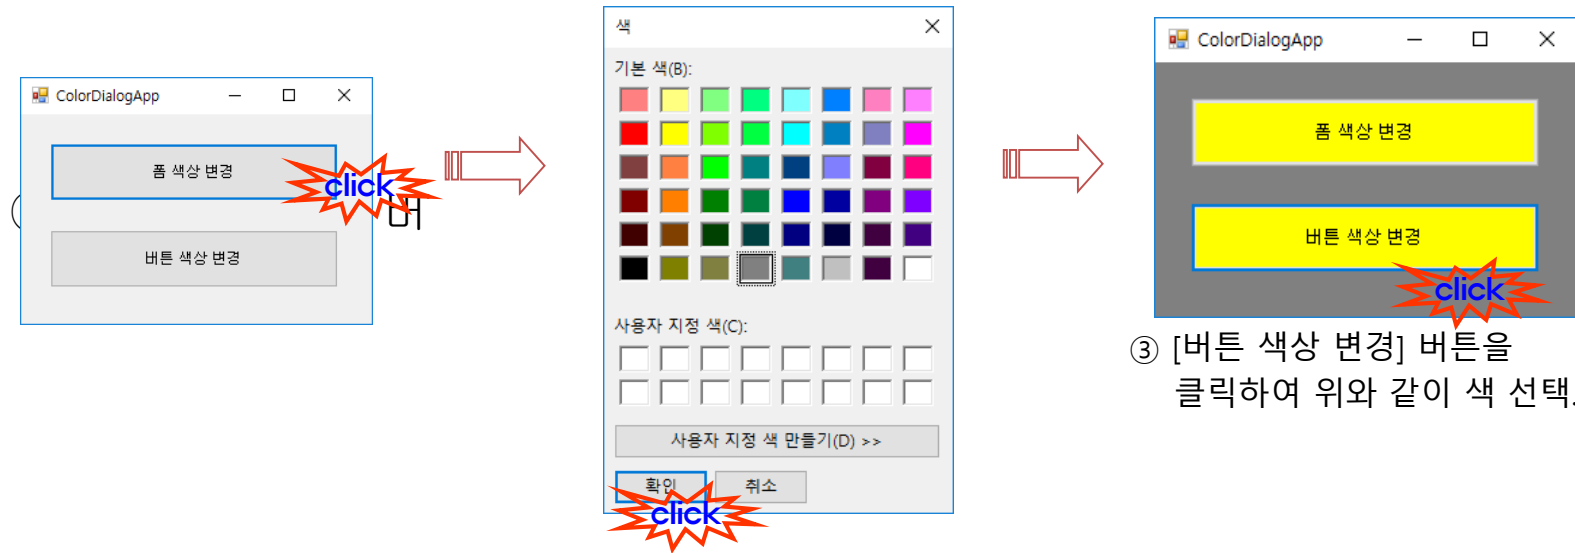 ColorDialogApp
폼 색상 변경
click
버튼 색상 변경
색
기본 색(B):
사용자 지정 색(C):
사용자 지정 색 만들기(D) >>
확인
취소
click
ColorDialogApp
폼 색상 변경
버튼 색상 변경
click
③ [버튼 색상 변경] 버튼을
클릭하여 위와 같이 색 선택.